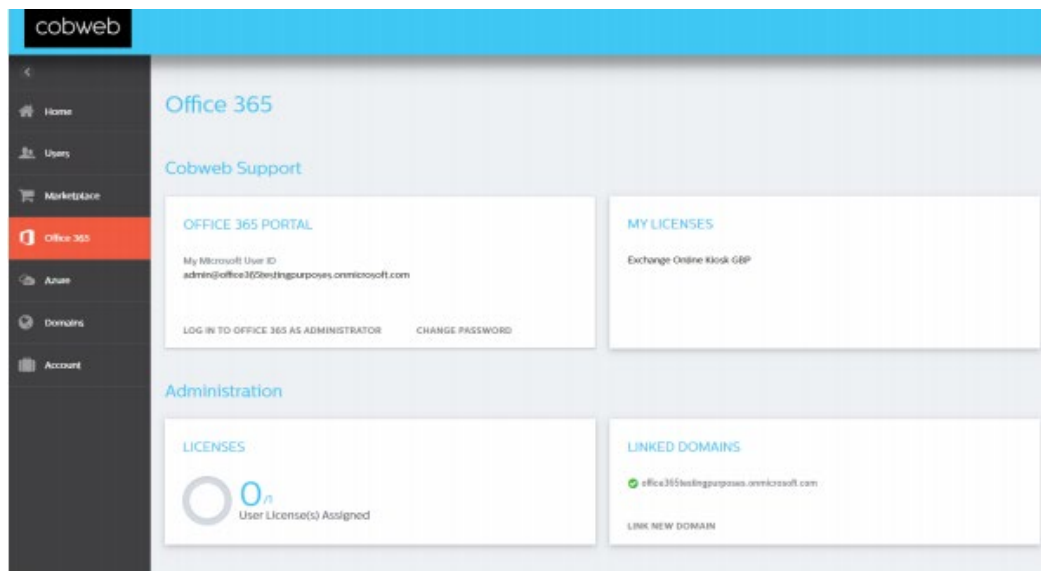 cobweb
Home
Users
Marketplace
Office 365
Azure
Domains
Account
Office 365
Cobweb Support
OFFICE 365 PORTAL
My Microsoft User ID
admin@office365testingpurposes.onmicrosoft.com
LOG IN TO OFFICE 365 AS ADMINISTRATOR CHANGE PASSWORD
MY LICENSES
Exchange Online Kiosk GBP
Administration
LICENSES
0/1
User License(s) Assigned
LINKED DOMAINS
office365testingpurposes.onmicrosoft.com
LINK NEW DOMAIN